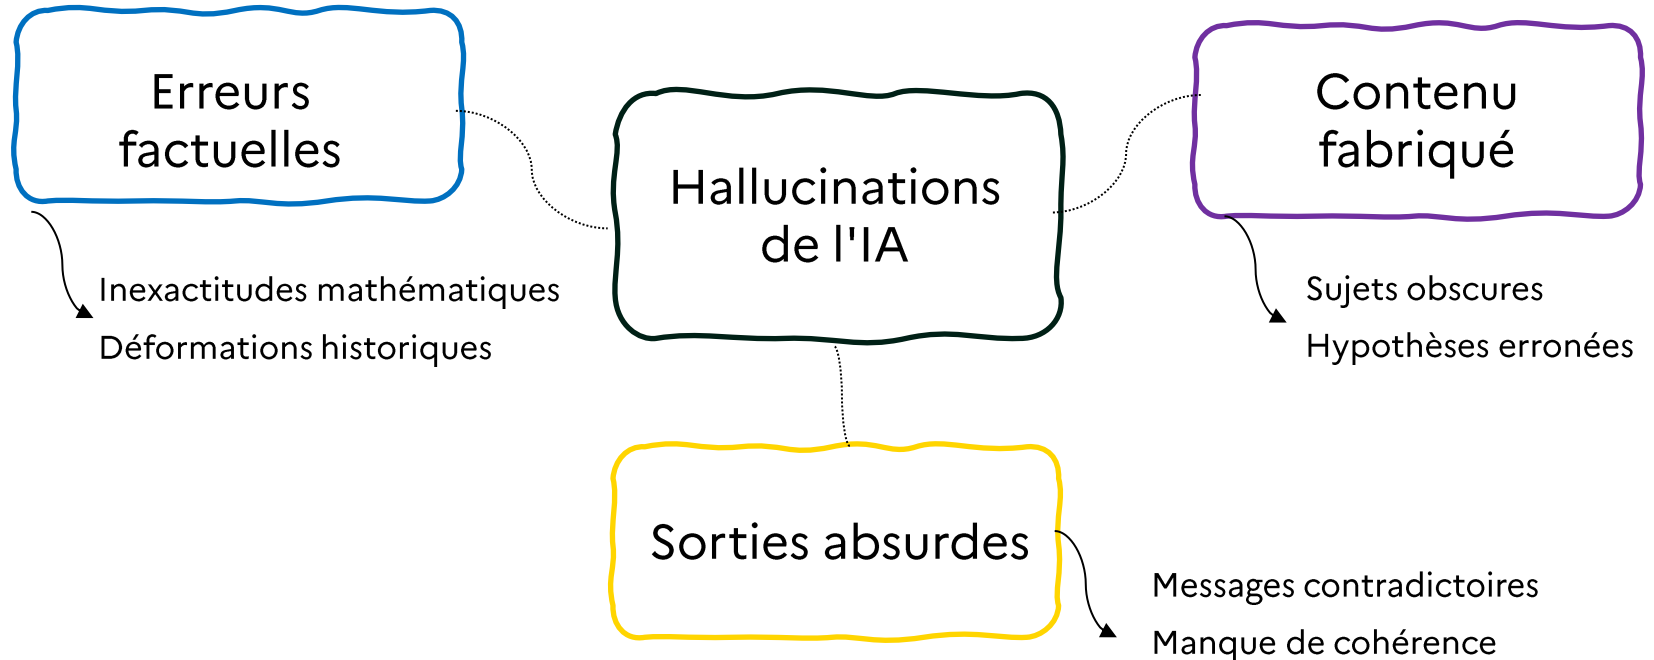 Erreurs
factuelles
Inexactitudes mathématiques
Déformations historiques
Hallucinations
de l'IA
Contenu
fabriqué
Sujets obscures
Hypothèses erronées
Sorties absurdes
Messages contradictoires
Manque de cohérence